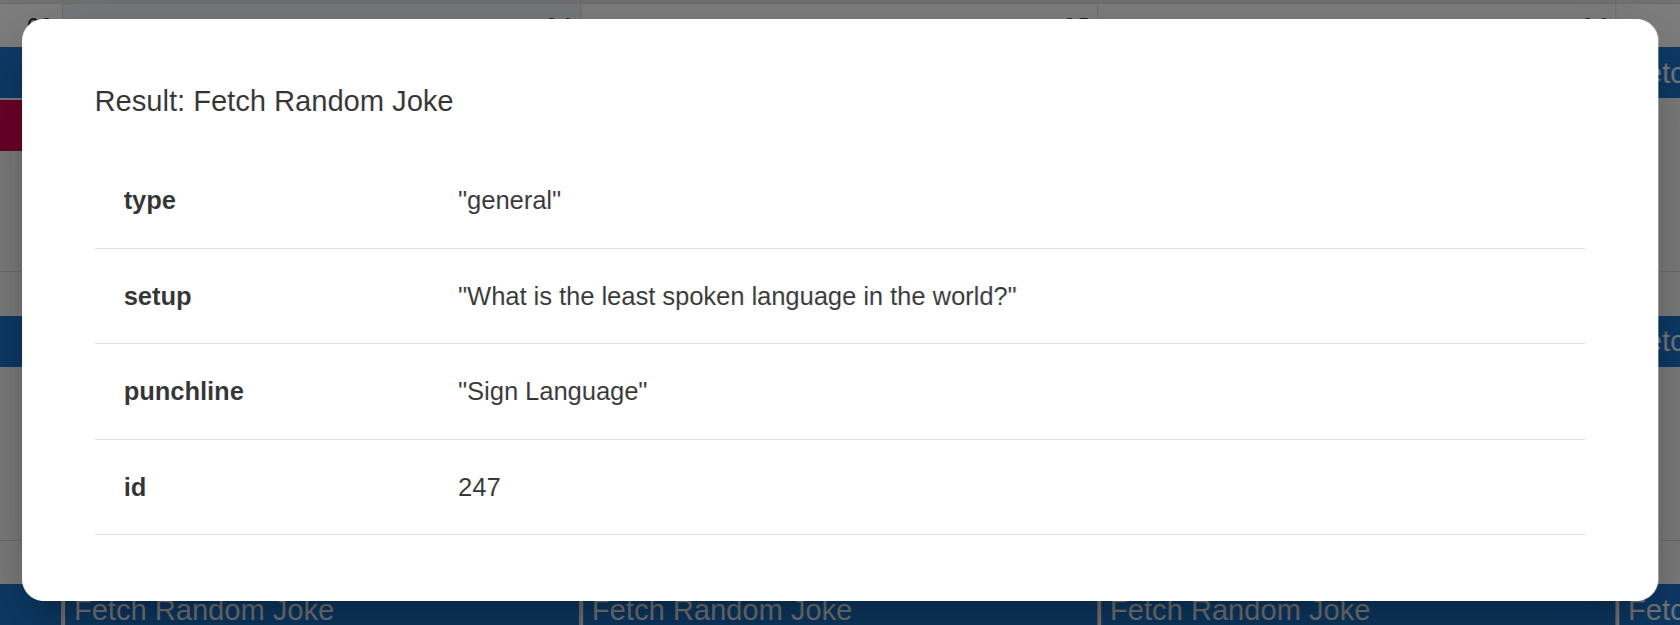 Result: Fetch Random Joke
type "general"
setup "What is the least spoken language in the world?"
punchline "Sign Language"
id 247
Fetch Random Joke Fetch Random Joke Fetch Random Joke